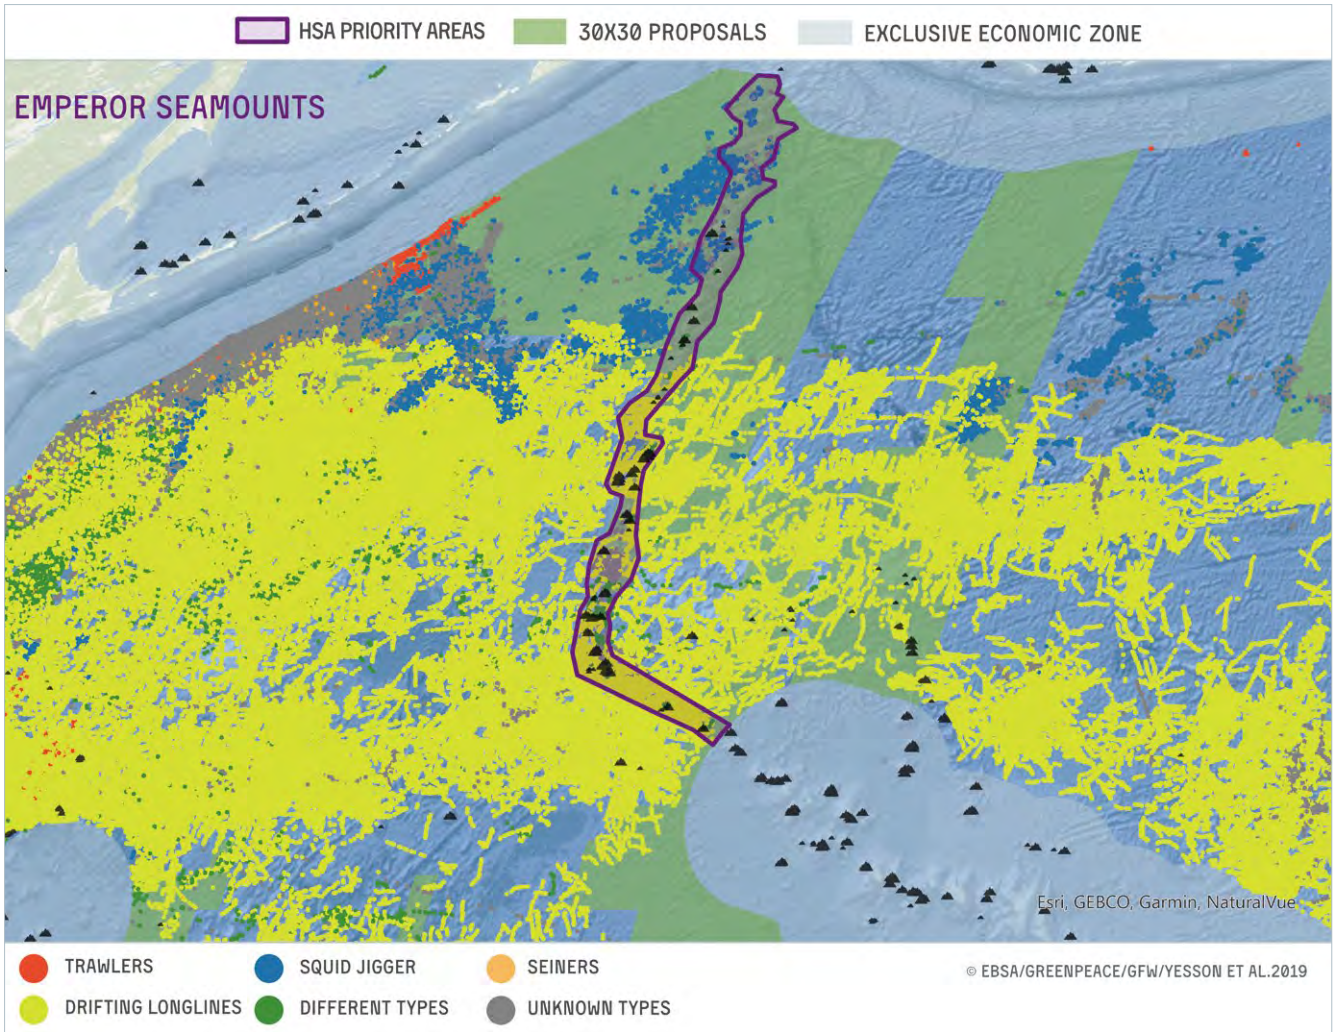 HSA PRIORITY AREAS
30X30 PROPOSALS
EXCLUSIVE ECONOMIC ZONE
EMPEROR SEAMOUNTS
Esri, GEBCO, Garmin, NaturalVue
TRAWLERS
SQUID JIGGER
SEINERS
© EBSA/GREENPEACE/GFW/YESSON ET AL.2019
DRIFTING LONGLINES
DIFFERENT TYPES
UNKNOWN TYPES